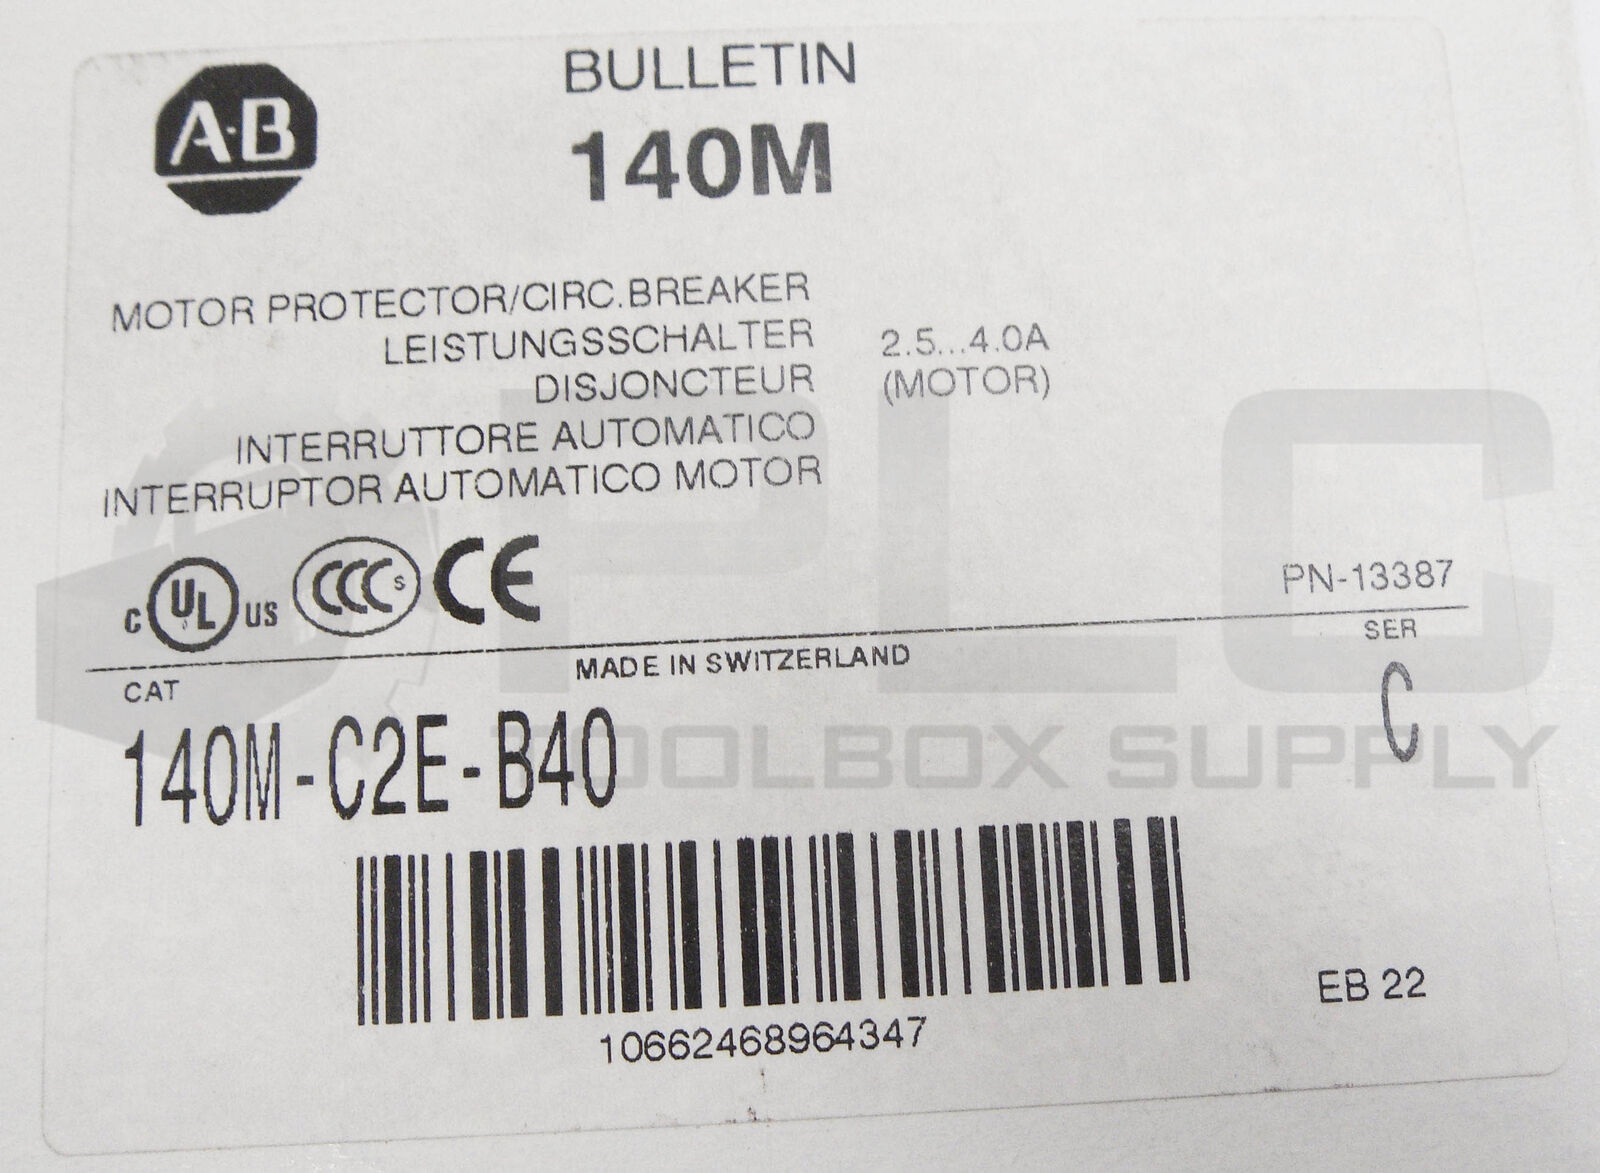 A-B
BULLETIN
140M
MOTOR PROTECTOR/CIRC.BREAKER
LEISTUNGSSCHALTER 2.5...4.0A
DISJONCTEUR (MOTOR)
INTERRUTTORE AUTOMATICO
INTERRUPTOR AUTOMATICO MOTOR
C UL US CCC S CE
PN-13387
MADE IN SWITZERLAND
SER
CAT
C
140M-C2E-B40
PLC
TOOLBOX SUPPLY
EB 22
10662468964347